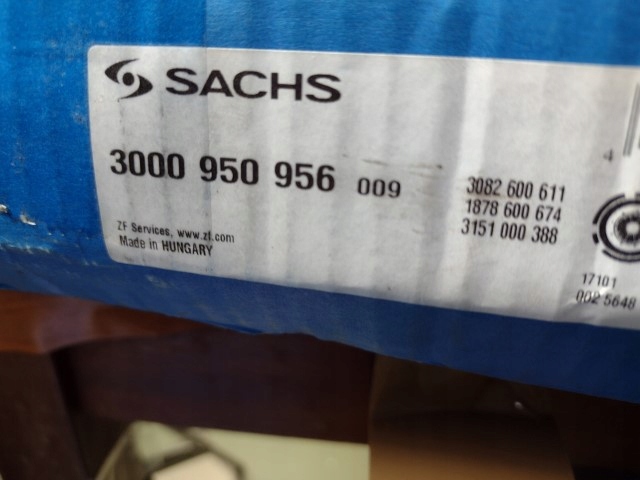 SACHS
3000 950 956 009
3082 600 611
1878 600 674
3151 000 388
ZF Services, www.zf.com
Made in HUNGARY
4
17101
002 5648